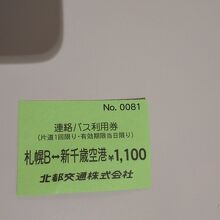 No. 0081
連絡バス利用券
(片道1回限り・有効期限当日限り)
札幌B↔新千歳空港 ¥1,100
北都交通株式会社